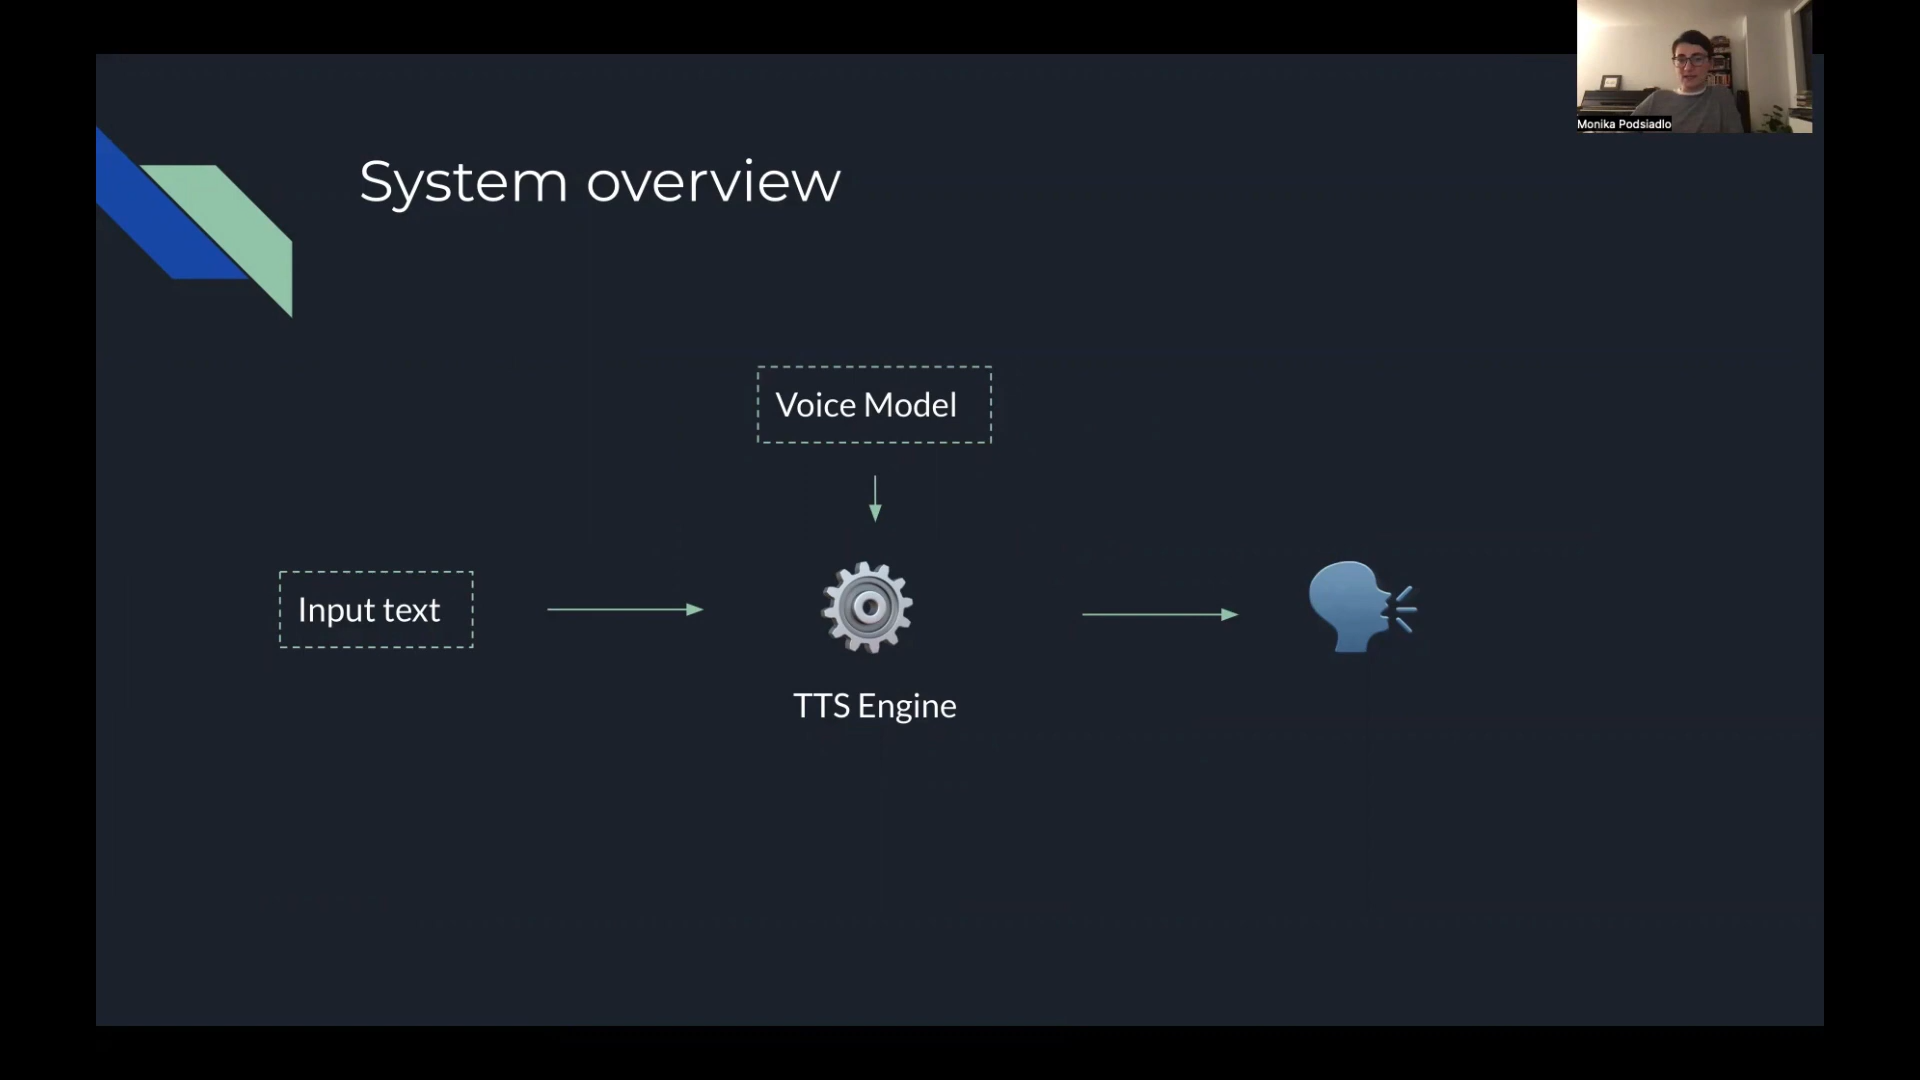 Monika Podsiadlo
System overview
Voice Model
Input text
TTS Engine